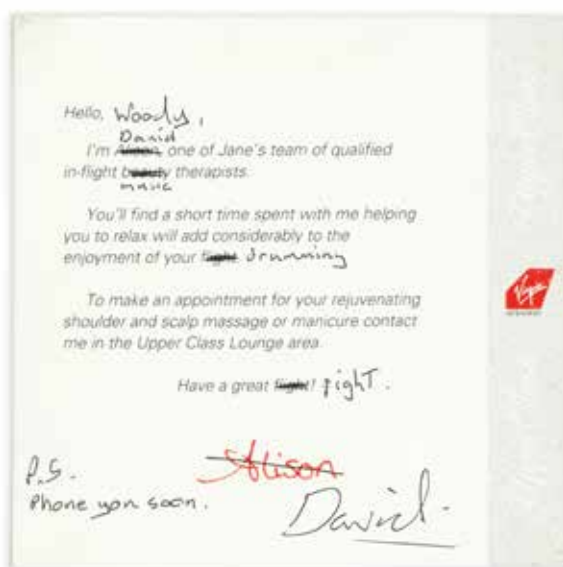 Hello, Woody,
David
I'm Alison, one of Jane's team of qualified
in-flight beauty therapists.
You'll find a short time spent with me helping
you to relax will add considerably to the
enjoyment of your flight drumming
To make an appointment for your rejuvenating
shoulder and scalp massage or manicure contact
me in the Upper Class Lounge area.
Have a great flight! fighT.
Alison
P.S.
Phone you soon.
David.
Virgin